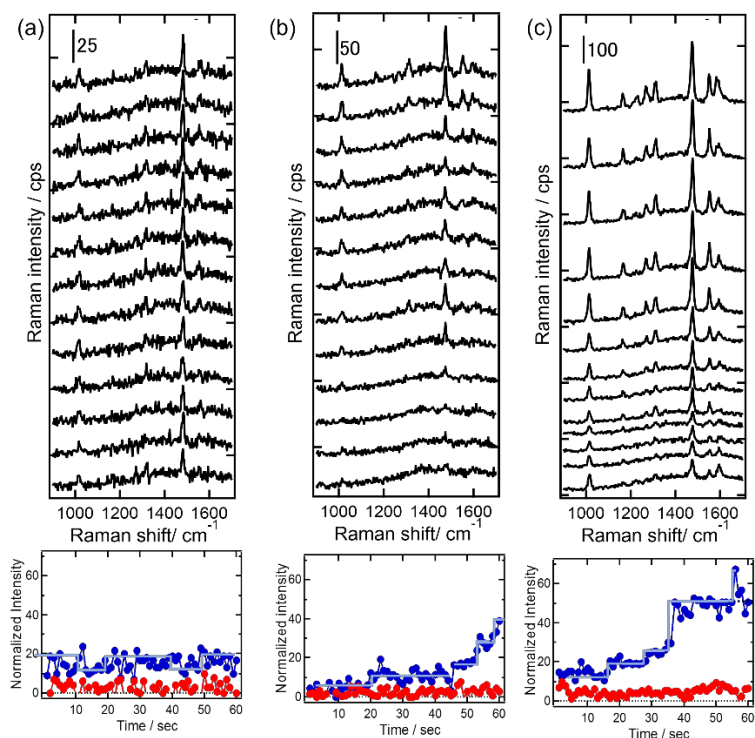 (a)
25
(b)
50
(c)
100
Raman intensity / cps
Raman intensity / cps
Raman intensity / cps
1000 1200 1400 1600
1000 1200 1400 1600
1000 1200 1400 1600
Raman shift/ cm-1
Raman shift/ cm-1
Raman shift/ cm-1
Normalized Intensity
60
40
20
0
0 10 20 30 40 50 60
Time / sec
Normalized intensity
60
40
20
0
0 10 20 30 40 50 60
Time / sec
Normalized Intensity
60
40
20
0
0 10 20 30 40 50 60
Time / sec